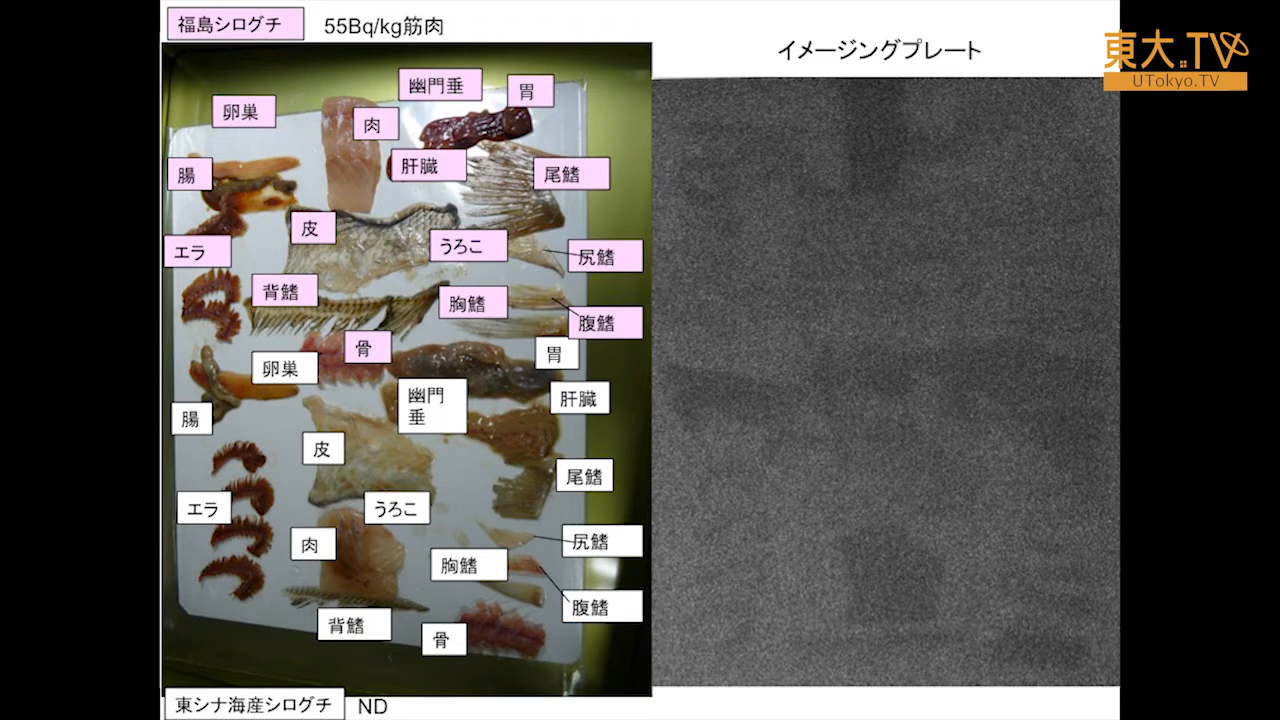 福島シログチ 55Bq/kg筋肉
イメージングプレート
東大.TV
UTokyo.TV
幽門垂
胃
卵巣
肉
肝臓
腸
尾鰭
皮
エラ
うろこ
尻鰭
背鰭
胸鰭
腹鰭
骨
胃
卵巣
幽門
垂
肝臓
腸
皮
尾鰭
エラ
うろこ
肉
尻鰭
胸鰭
腹鰭
背鰭
骨
東シナ海産シログチ ND